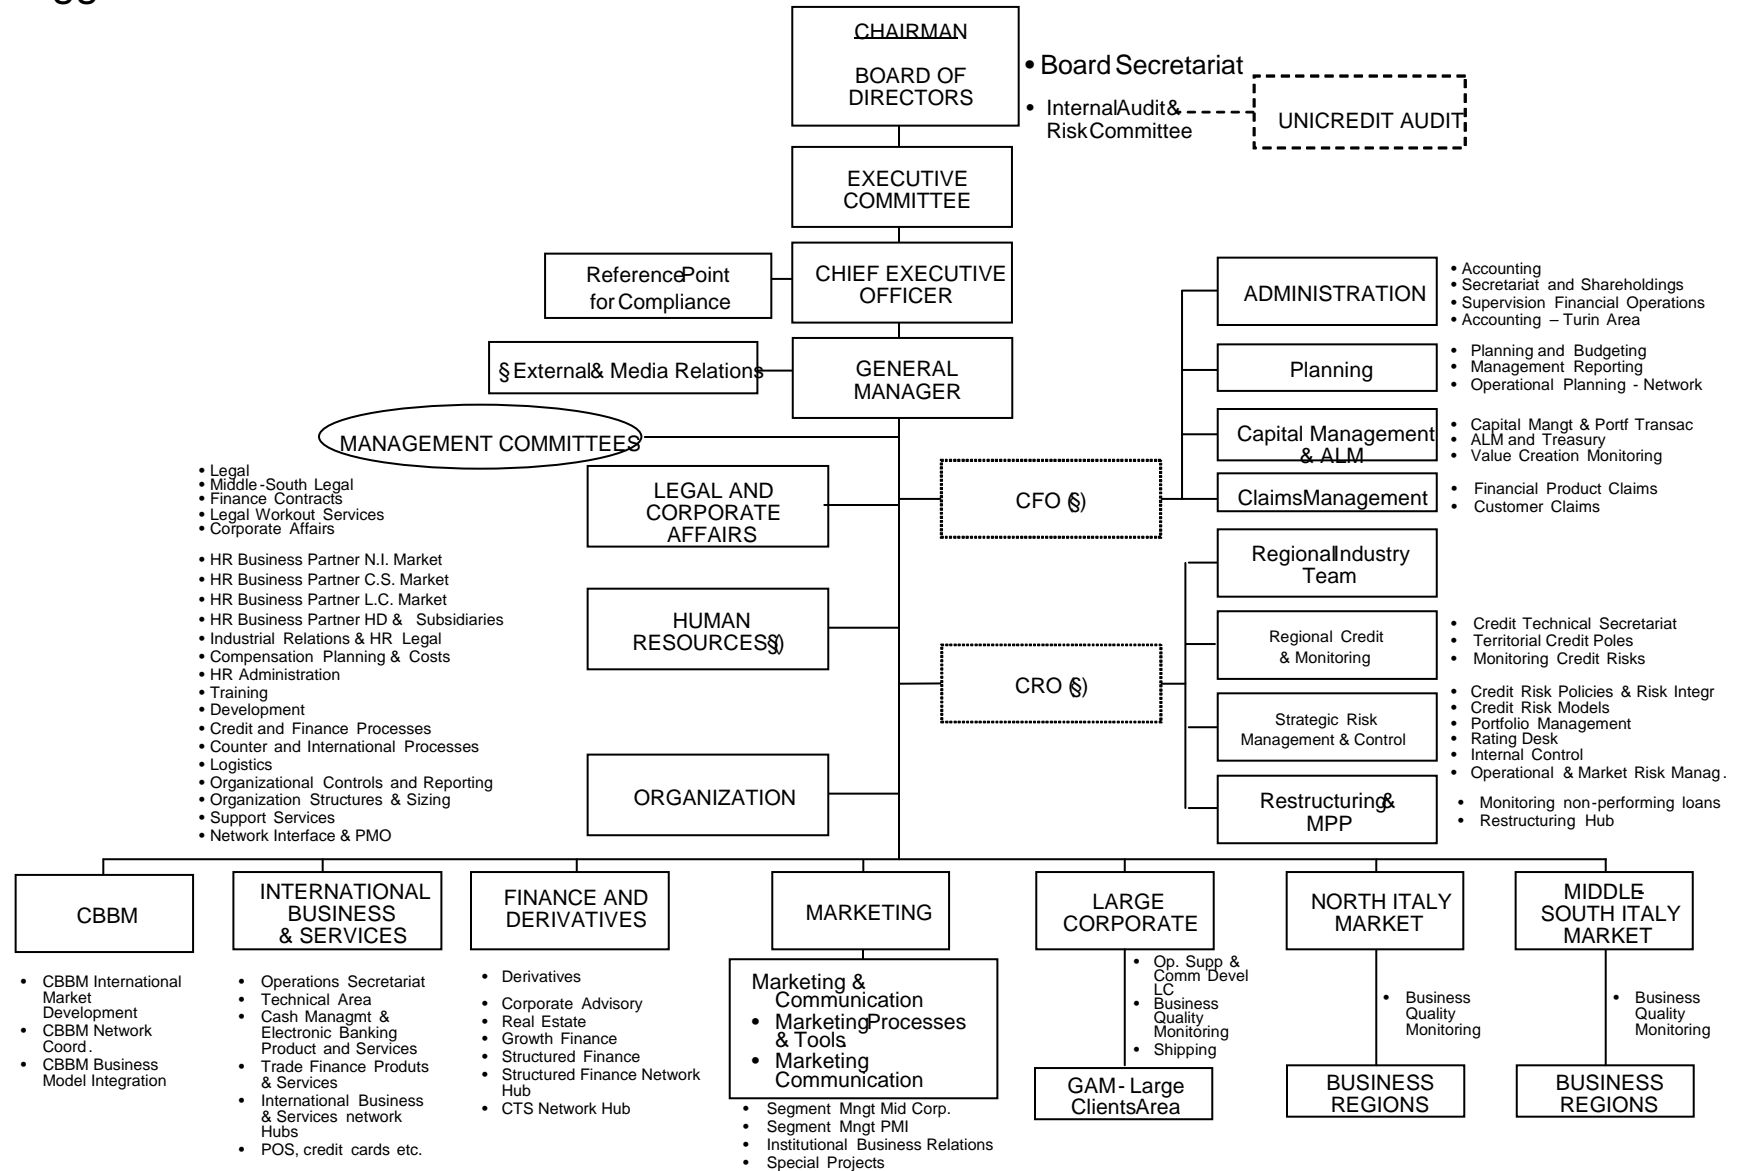 CHAIRMAN
BOARD OF
DIRECTORS
• Board Secretariat
• Internal Audit &
Risk Committee
UNICREDIT AUDIT
EXECUTIVE
COMMITTEE
Reference Point
for Compliance
CHIEF EXECUTIVE
OFFICER
§ External & Media Relations
GENERAL
MANAGER
MANAGEMENT COMMITTEES
ADMINISTRATION
• Accounting
• Secretariat and Shareholdings
• Supervision Financial Operations
• Accounting – Turin Area
Planning
• Planning and Budgeting
• Management Reporting
• Operational Planning - Network
Capital Management
& ALM
• Capital Mangt & Portf Transac
• ALM and Treasury
• Value Creation Monitoring
Claims Management
• Financial Product Claims
• Customer Claims
CFO (§)
• Legal
• Middle-South Legal
• Finance Contracts
• Legal Workout Services
• Corporate Affairs
LEGAL AND
CORPORATE
AFFAIRS
• HR Business Partner N.I. Market
• HR Business Partner C.S. Market
• HR Business Partner L.C. Market
• HR Business Partner HD & Subsidiaries
• Industrial Relations & HR Legal
• Compensation Planning & Costs
• HR Administration
• Training
• Development
HUMAN
RESOURCES (§)
• Credit and Finance Processes
• Counter and International Processes
• Logistics
• Organizational Controls and Reporting
• Organization Structures & Sizing
• Support Services
• Network Interface & PMO
ORGANIZATION
CRO (§)
Regional Industry
Team
Regional Credit
& Monitoring
• Credit Technical Secretariat
• Territorial Credit Poles
• Monitoring Credit Risks
Strategic Risk
Management & Control
• Credit Risk Policies & Risk Integr
• Credit Risk Models
• Portfolio Management
• Rating Desk
• Internal Control
• Operational & Market Risk Manag.
Restructuring &
MPP
• Monitoring non-performing loans
• Restructuring Hub
CBBM
• CBBM International
Market
Development
• CBBM Network
Coord.
• CBBM Business
Model Integration
INTERNATIONAL
BUSINESS
& SERVICES
• Operations Secretariat
• Technical Area
• Cash Managmt &
Electronic Banking
Product and Services
• Trade Finance Produts
& Services
• International Business
& Services network
Hubs
• POS, credit cards etc.
FINANCE AND
DERIVATIVES
• Derivatives
• Corporate Advisory
• Real Estate
• Growth Finance
• Structured Finance
• Structured Finance Network
Hub
• CTS Network Hub
MARKETING
Marketing &
Communication
• Marketing Processes
& Tools.
• Marketing
Communication
• Segment Mngt Mid Corp.
• Segment Mngt PMI
• Institutional Business Relations
• Special Projects
LARGE
CORPORATE
• Op. Supp &
Comm Devel
LC
• Business
Quality
Monitoring
• Shipping
GAM - Large
Clients Area
NORTH ITALY
MARKET
• Business
Quality
Monitoring
BUSINESS
REGIONS
MIDDLE-
SOUTH ITALY
MARKET
• Business
Quality
Monitoring
BUSINESS
REGIONS